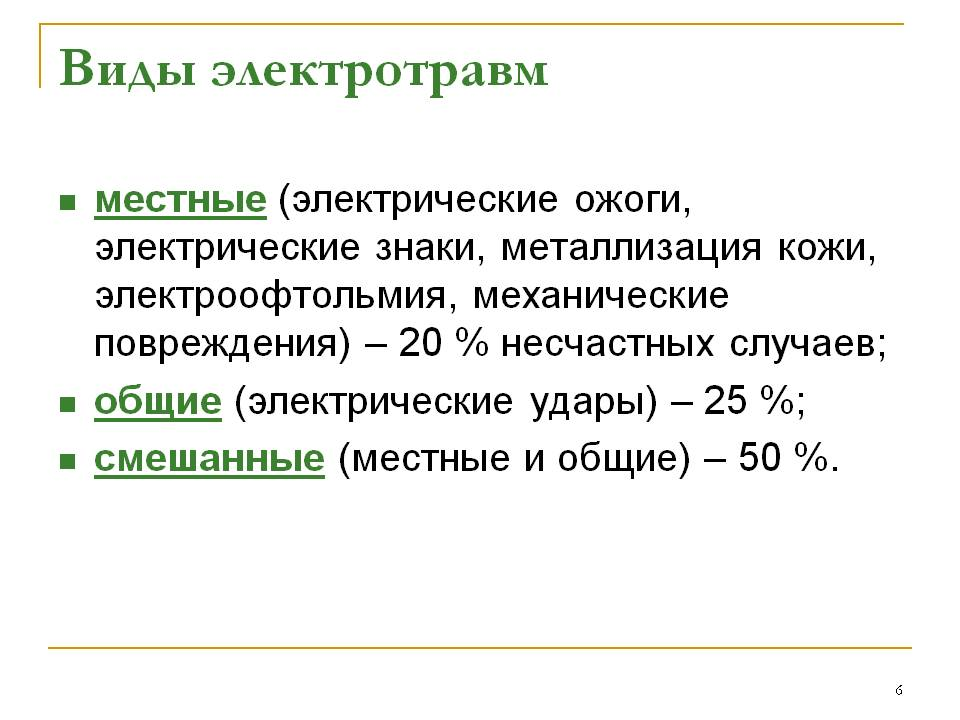 Виды электротравм
местные (электрические ожоги,
электрические знаки, металлизация кожи,
электроофтольмия, механические
повреждения) – 20 % несчастных случаев;
общие (электрические удары) – 25 %;
смешанные (местные и общие) – 50 %.
6